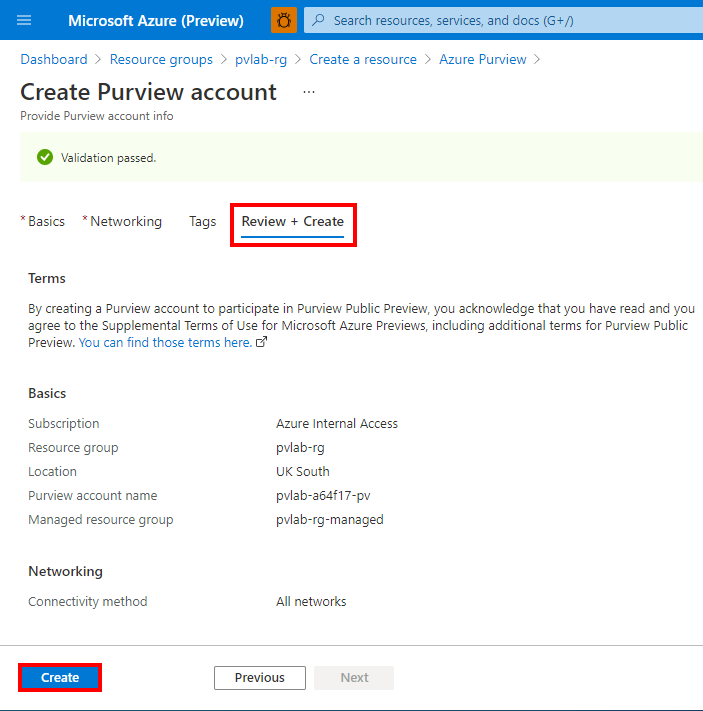 Microsoft Azure (Preview) Search resources, services, and docs (G+/)
Dashboard > Resource groups > pvlab-rg > Create a resource > Azure Purview >
Create Purview account ...
Provide Purview account info
Validation passed.
* Basics * Networking Tags Review + Create
Terms
By creating a Purview account to participate in Purview Public Preview, you acknowledge that you have read and you
agree to the Supplemental Terms of Use for Microsoft Azure Previews, including additional terms for Purview Public
Preview. You can find those terms here.
Basics
Subscription Azure Internal Access
Resource group pvlab-rg
Location UK South
Purview account name pvlab-a64f17-pv
Managed resource group pvlab-rg-managed
Networking
Connectivity method All networks
Create Previous Next